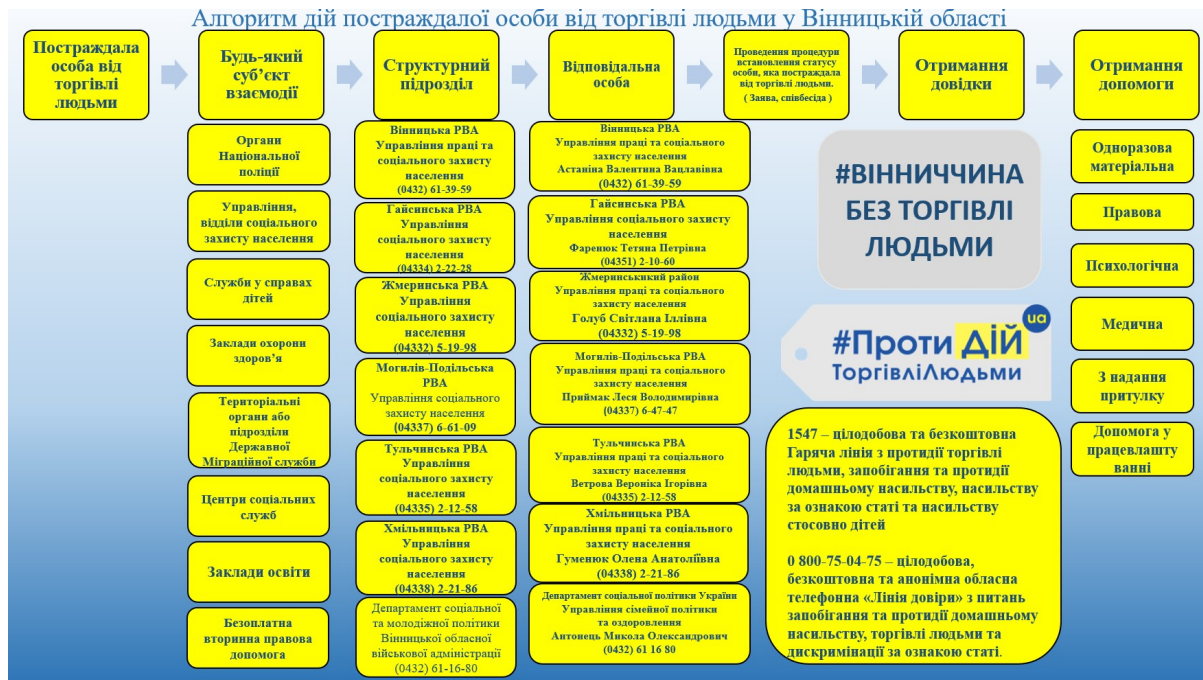 Алгоритм дій постраждалої особи від торгівлі людьми у Вінницькій області
Постраждала
особа від
торгівлі
людьми
Будь-який
суб’єкт
взаємодії
Структурний
підрозділ
Відповідальна
особа
Проведення процедури
встановлення статусу
особи, яка постраждала
від торгівлі людьми.
( Заява, співбесіда )
Отримання
довідки
Отримання
допомоги
Органи
Національної
поліції
Управління,
відділи соціального
захисту населення
Служби у справах
дітей
Заклади охорони
здоров’я
Територіальні
органи або
підрозділи
Державної
Міграційної служби
Центри соціальних
служб
Заклади освіти
Безоплатна
вторинна правова
допомога
Вінницька РВА
Управління праці та
соціального захисту
населення
(0432) 61-39-59
Гайсинська РВА
Управління
соціального захисту
населення
(04334) 2-22-28
Жмеринська РВА
Управління
соціального захисту
населення
(04332) 5-19-98
Могилів-Подільська
РВА
Управління соціального
захисту населення
(04337) 6-61-09
Тульчинська РВА
Управління
соціального захисту
населення
(04335) 2-12-58
Хмільницька РВА
Управління
соціального захисту
населення
(04338) 2-21-86
Департамент соціальної
та молодіжної політики
Вінницької обласної
військової адміністрації
(0432) 61-16-80
Вінницька РВА
Управління праці та соціального
захисту населення
Астаніна Валентина Вацлавівна
(0432) 61-39-59
Гайсинська РВА
Управління соціального захисту
населення
Фаренюк Тетяна Петрівна
(04351) 2-10-60
Жмеринськикий район
Управління праці та соціального
захисту населення
Голуб Світлана Іллівна
(04332) 5-19-98
Могилів-Подільська РВА
Управління праці та соціального
захисту населення
Приймак Леся Володимирівна
(04337) 6-47-47
Тульчинська РВА
Управління праці та соціального
захисту населення
Ветрова Вероніка Ігорівна
(04335) 2-12-58
Хмільницька РВА
Управління праці та соціального
захисту населення
Гуменюк Олена Анатоліївна
(04338) 2-21-86
Департамент соціальної політики України
Управління сімейної політики
та оздоровлення
Антонець Микола Олександрович
(0432) 61 16 80
#ВІННИЧЧИНА
БЕЗ ТОРГІВЛІ
ЛЮДЬМИ
#Проти ДІЙ ua
ТоргівліЛюдьми
1547 – цілодобова та безкоштовна
Гаряча лінія з протидії торгівлі
людьми, запобігання та протидії
домашньому насильству, насильству
за ознакою статі та насильству
стосовно дітей
0 800-75-04-75 – цілодобова,
безкоштовна та анонімна обласна
телефонна «Лінія довіри» з питань
запобігання та протидії домашньому
насильству, торгівлі людьми та
дискримінації за ознакою статі.
Одноразова
матеріальна
Правова
Психологічна
Медична
З надання
притулку
Допомога у
працевлашту
ванні